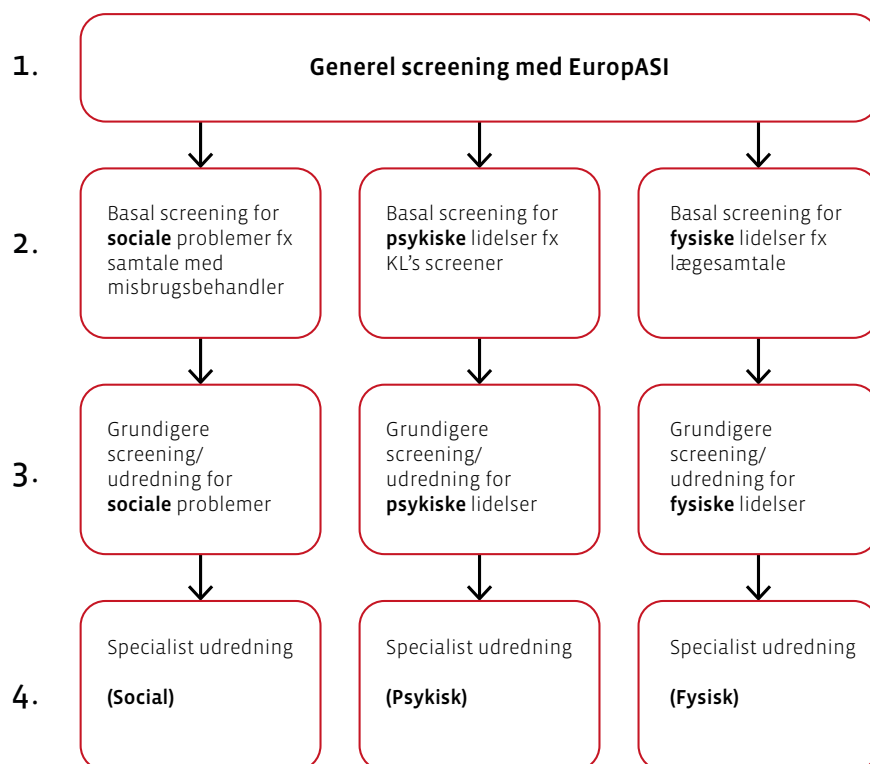 1.
Generel screening med EuropASI
2.
Basal screening for
sociale problemer fx
samtale med
misbrugsbehandler
Basal screening for
psykiske lidelser fx
KL's screener
Basal screening for
fysiske lidelser fx
lægesamtale
3.
Grundigere
screening/
udredning for
sociale problemer
Grundigere
screening/
udredning for
psykiske lidelser
Grundigere
screening/
udredning for
fysiske lidelser
4.
Specialist udredning
(Social)
Specialist udredning
(Psykisk)
Specialist udredning
(Fysisk)